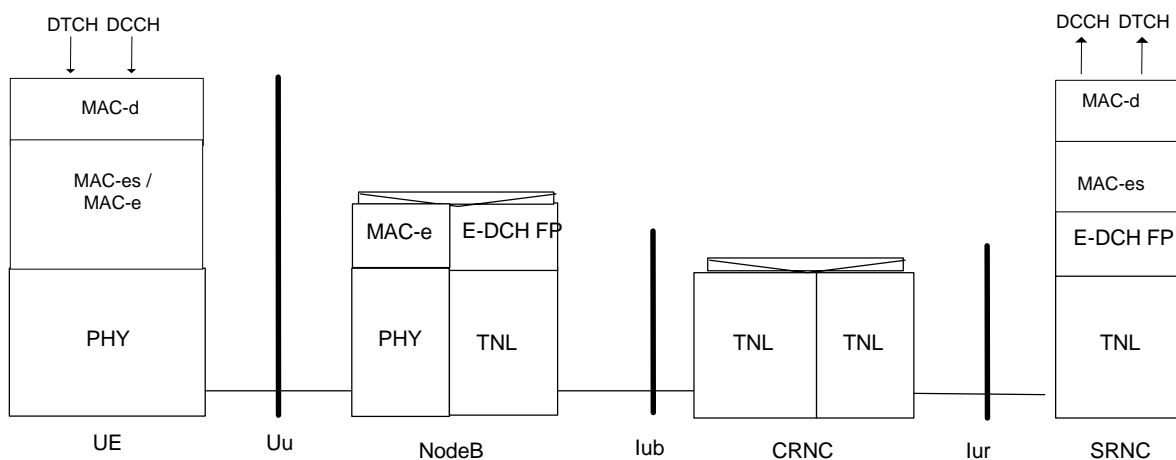 DTCH DCCH
DCCH DTCH
MAC-d
MAC-d
MAC-es /
MAC-e
MAC-es
MAC-e
E-DCH FP
E-DCH FP
PHY
PHY
TNL
TNL
TNL
TNL
UE
Uu
NodeB
Iub
CRNC
Iur
SRNC